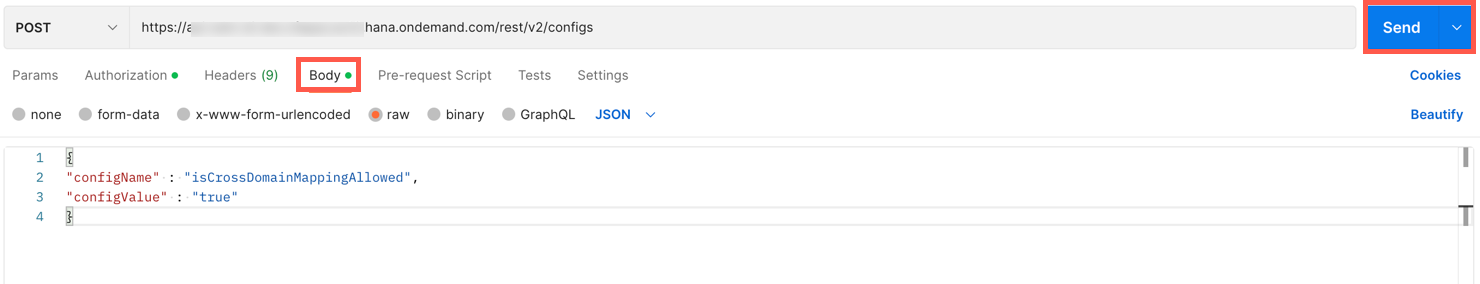 POST https://a hana.ondemand.com/rest/v2/configs Send
Params Authorization Headers (9) Body Pre-request Script Tests Settings Cookies
none form-data x-www-form-urlencoded raw binary GraphQL JSON Beautify
1 {
2 "configName" : "isCrossDomainMappingAllowed",
3 "configValue" : "true"
4 }